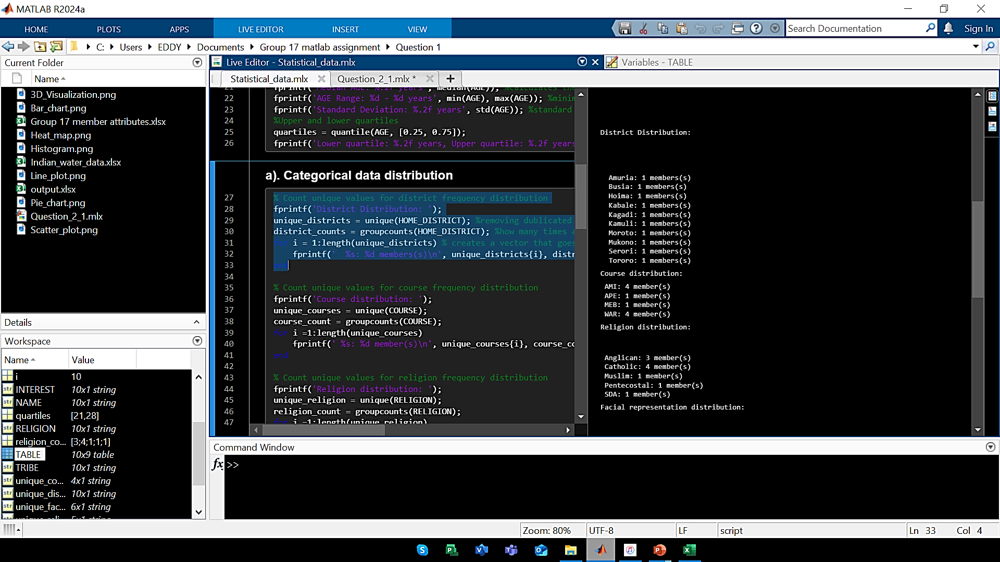 MATLAB R2024a
HOME PLOTS APPS LIVE EDITOR INSERT VIEW
Search Documentation
Sign In
C: Users EDDY Documents Group 17 matlab assignment Question 1
Current Folder
Name
3D_Visualization.png
Bar_chart.png
Group 17 member attributes.xlsx
Heat_map.png
Histogram.png
Indian_water_data.xlsx
Line_plot.png
output.xlsx
Pie_chart.png
Question_2_1.mlx
Scatter_plot.png
Details
Workspace
Name Value
i 10
INTEREST 10x1 string
NAME 10x1 string
quartiles [21,28]
RELIGION 10x1 string
religion_co... [3;4;1;1;1]
TABLE 10x9 table
TRIBE 10x1 string
unique_co... 4x1 string
unique_dis... 10x1 string
unique_fac... 6x1 string
Live Editor - Statistical_data.mlx
Variables - TABLE
Statistical_data.mlx
Question_2_1.mlx *
21 fprintf('Median AGE: %.2f years', median(AGE)); %Calculates the
22 fprintf('AGE Range: %d - %d years', min(AGE), max(AGE)); %minim
23 fprintf('Standard Deviation: %.2f years', std(AGE)); %standard
24 %Upper and lower quartiles
25 quartiles = quantile(AGE, [0.25, 0.75]);
26 fprintf('Lower quartile: %.2f years, Upper quartile: %.2f years
a). Categorical data distribution
27 % Count unique values for district frequency distribution
28 fprintf('District Distribution: ');
29 unique_districts = unique(HOME_DISTRICT); %removing dublicated
30 district_counts = groupcounts(HOME_DISTRICT); %how many times a
31 for i = 1:length(unique_districts) % creates a vector that goes
32 fprintf('  %s: %d members(s)\n', unique_districts{i}, distr
33 end
34
35 % Count unique values for course frequency distribution
36 fprintf('Course distribution: ');
37 unique_courses = unique(COURSE);
38 course_count = groupcounts(COURSE);
39 for i =1:length(unique_courses)
40 fprintf(' %s: %d member(s)\n', unique_courses{i}, course_co
41 end
42
43 % Count unique values for religion frequency distribution
44 fprintf('Religion distribution: ');
45 unique_religion = unique(RELIGION);
46 religion_count = groupcounts(RELIGION);
47 for i =1:length(unique_religion)
District Distribution:
Amuria: 1 members(s)
Busia: 1 members(s)
Hoima: 1 members(s)
Kabale: 1 members(s)
Kagadi: 1 members(s)
Kamuli: 1 members(s)
Moroto: 1 members(s)
Mukono: 1 members(s)
Serori: 1 members(s)
Tororo: 1 members(s)
Course distribution:
AMI: 4 member(s)
APE: 1 member(s)
MEB: 1 member(s)
WAR: 4 member(s)
Religion distribution:
Anglican: 3 member(s)
Catholic: 4 member(s)
Muslim: 1 member(s)
Pentecostal: 1 member(s)
SDA: 1 member(s)
Facial representation distribution:
Command Window
fx >>
Zoom: 80% UTF-8 LF script Ln 33 Col 4